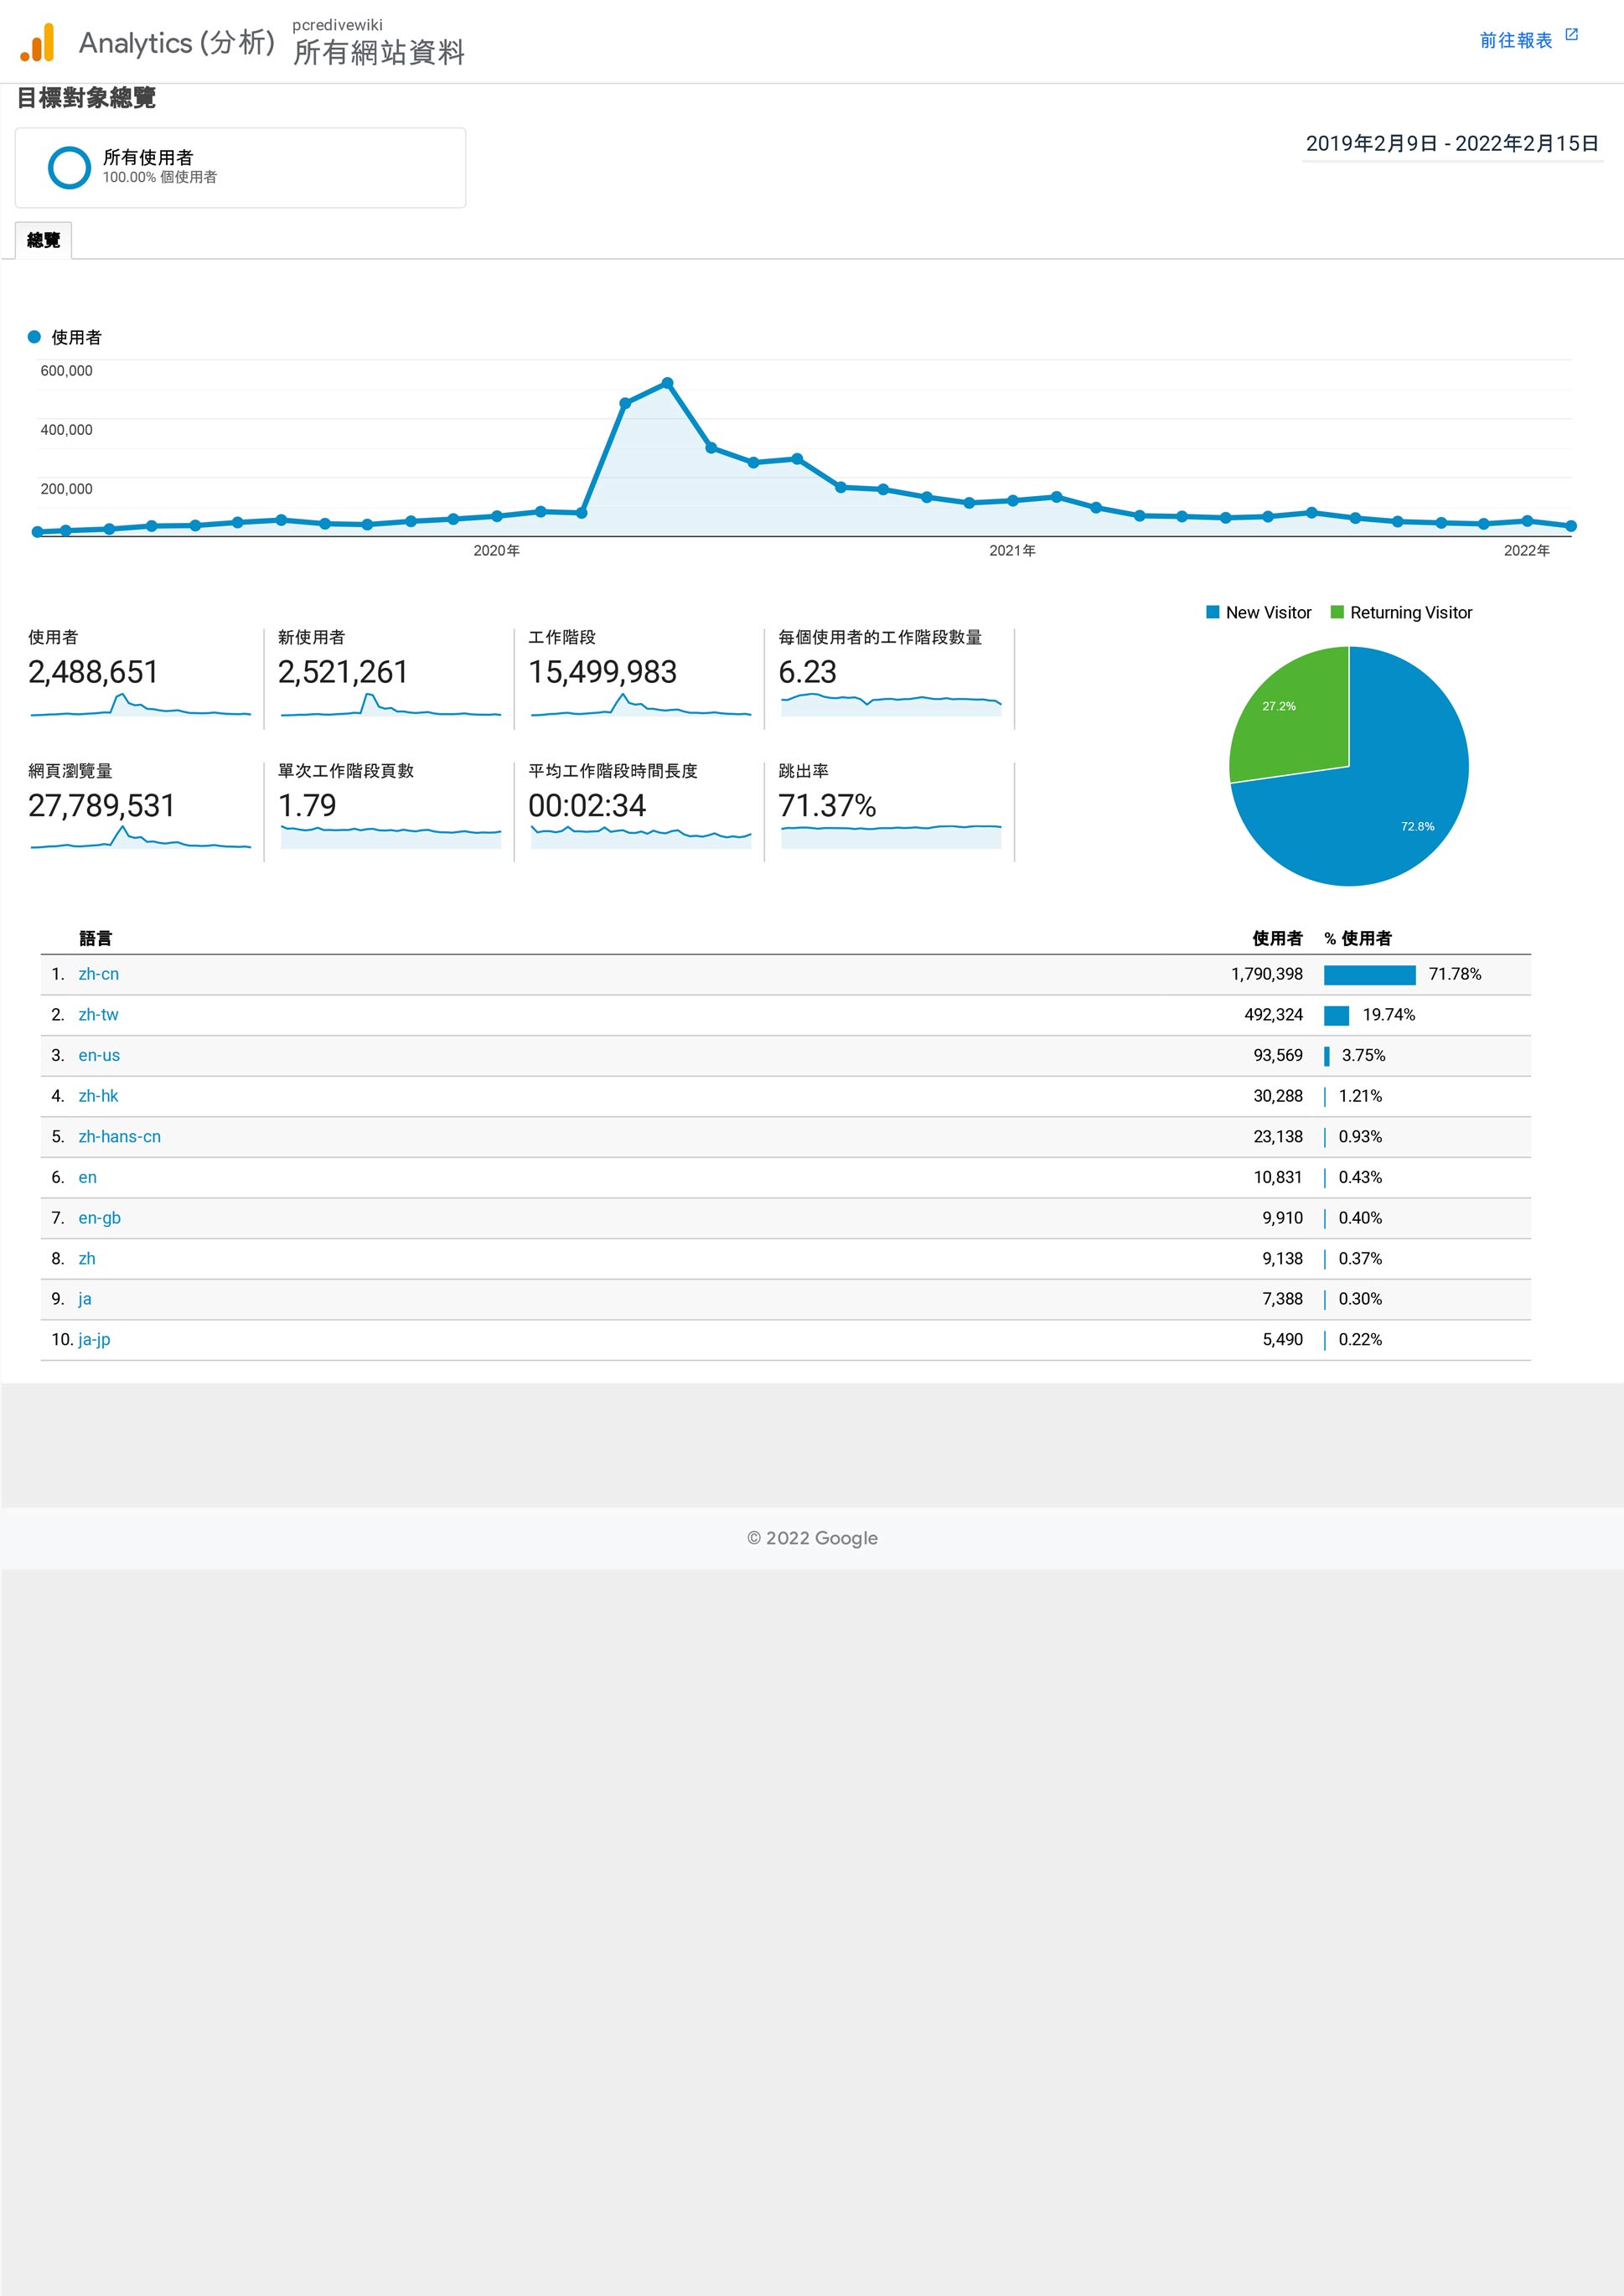 Analytics (分析)
pcredivewiki
所有網站資料
前往報表
目標對象總覽
所有使用者
100.00% 個使用者
2019年2月9日 - 2022年2月15日
總覽
使用者
600,000
400,000
200,000
2020年
2021年
2022年
使用者
2,488,651
新使用者
2,521,261
工作階段
15,499,983
每個使用者的工作階段數量
6.23
網頁瀏覽量
27,789,531
單次工作階段頁數
1.79
平均工作階段時間長度
00:02:34
跳出率
71.37%
New Visitor Returning Visitor
27.2%
72.8%
語言 使用者 % 使用者
1. zh-cn 1,790,398 71.78%
2. zh-tw 492,324 19.74%
3. en-us 93,569 3.75%
4. zh-hk 30,288 1.21%
5. zh-hans-cn 23,138 0.93%
6. en 10,831 0.43%
7. en-gb 9,910 0.40%
8. zh 9,138 0.37%
9. ja 7,388 0.30%
10. ja-jp 5,490 0.22%
© 2022 Google